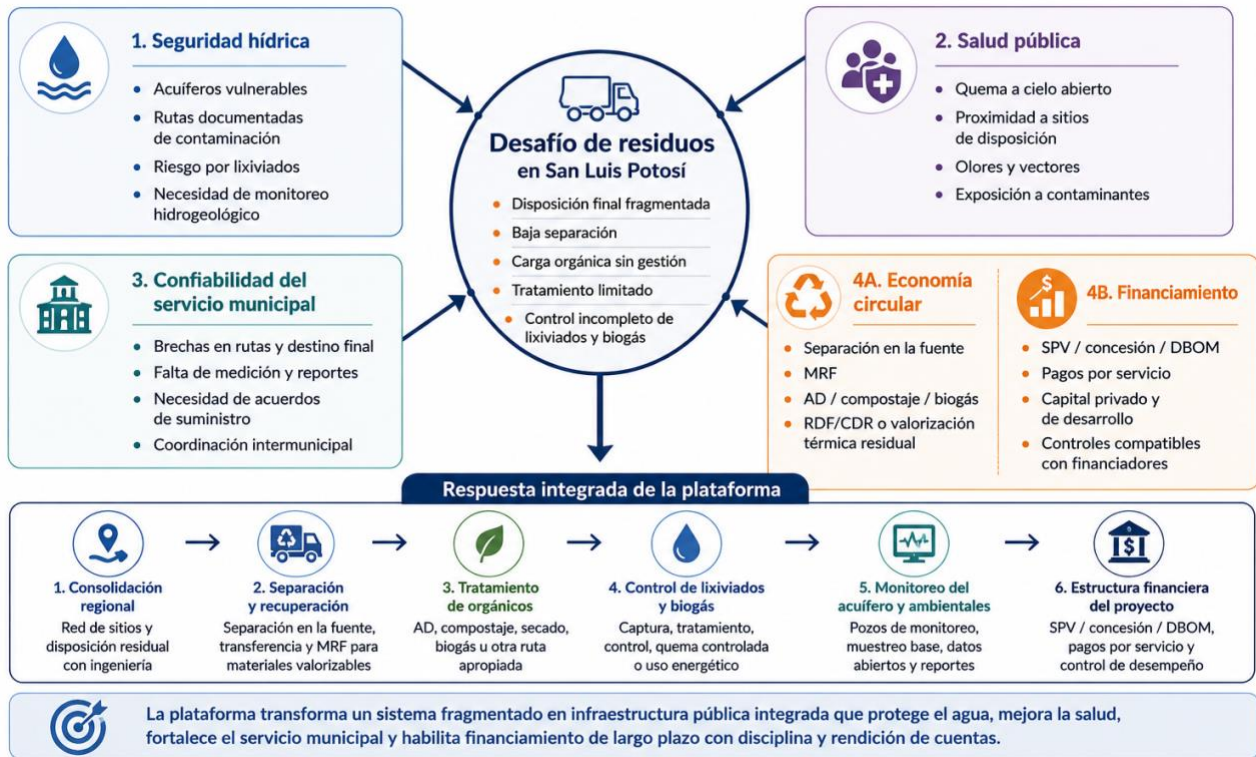 1. Seguridad hídrica
• Acuíferos vulnerables
• Rutas documentadas
de contaminación
• Riesgo por lixiviados
• Necesidad de monitoreo
hidrogeológico
2. Salud pública
• Quema a cielo abierto
• Proximidad a sitios
de disposición
• Olores y vectores
• Exposición a contaminantes
Desafío de residuos
en San Luis Potosí
• Disposición final fragmentada
• Baja separación
• Carga orgánica sin gestión
• Tratamiento limitado
• Control incompleto de
lixiviados y biogás
3. Confiabilidad del
servicio municipal
• Brechas en rutas y destino final
• Falta de medición y reportes
• Necesidad de acuerdos
de suministro
• Coordinación intermunicipal
4A. Economía
circular
• Separación en la fuente
• MRF
• AD / compostaje / biogás
• RDF/CDR o valorización
térmica residual
$
4B. Financiamiento
• SPV / concesión / DBOM
• Pagos por servicio
• Capital privado y
de desarrollo
• Controles compatibles
con financiadores
Respuesta integrada de la plataforma
1. Consolidación
regional
Red de sitios y
disposición residual
con ingeniería
2. Separación
y recuperación
Separación en la fuente,
transferencia y MRF para
materiales valorizables
3. Tratamiento
de orgánicos
AD, compostaje, secado,
biogás u otra ruta
apropiada
4. Control de lixiviados
y biogás
Captura, tratamiento,
control, quema controlada
o uso energético
5. Monitoreo del
acuífero y ambientales
Pozos de monitoreo,
muestreo base, datos
abiertos y reportes
$
6. Estructura financiera
del proyecto
SPV / concesión / DBOM,
pagos por servicio y
control de desempeño
La plataforma transforma un sistema fragmentado en infraestructura pública integrada que protege el agua, mejora la salud,
fortalece el servicio municipal y habilita financiamiento de largo plazo con disciplina y rendición de cuentas.